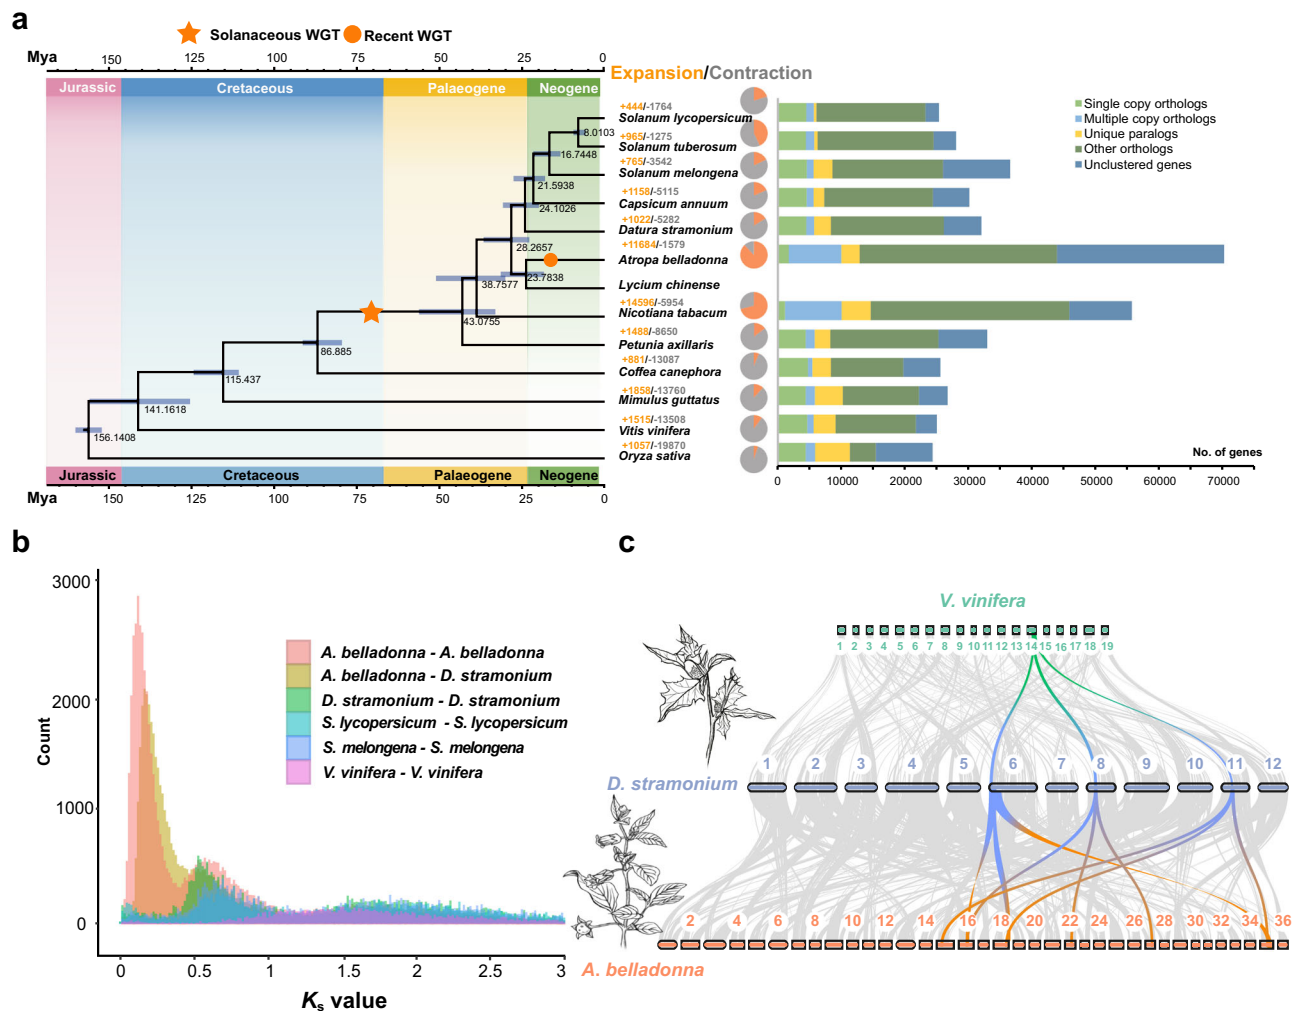 a
Solanaceous WGT Recent WGT
Mya 150 125 100 75 50 25 0
Expansion/Contraction
Jurassic Cretaceous Palaeogene Neogene
+444/-1764
Solanum lycopersicum
8.0103
+965/-1275
Solanum tuberosum
16.7448
+765/-3542
Solanum melongena
21.5938
+1158/-5115
Capsicum annuum
24.1026
+1022/-5282
Datura stramonium
28.2657
+11684/-1579
Atropa belladonna
23.7838
Lycium chinense
38.7577
+14596/-5954
Nicotiana tabacum
43.0755
+1488/-8650
Petunia axillaris
86.885
+881/-13087
Coffea canephora
115.437
+1858/-13760
Mimulus guttatus
141.1618
+1515/-13508
Vitis vinifera
156.1408
+1057/-19870
Oryza sativa
Jurassic Cretaceous Palaeogene Neogene
Mya 150 125 100 75 50 25 0
Single copy orthologs
Multiple copy orthologs
Unique paralogs
Other orthologs
Unclustered genes
No. of genes
0 10000 20000 30000 40000 50000 60000 70000
b
3000
2000
1000
0
Count
A. belladonna - A. belladonna
A. belladonna - D. stramonium
D. stramonium - D. stramonium
S. lycopersicum - S. lycopersicum
S. melongena - S. melongena
V. vinifera - V. vinifera
0 0.5 1 1.5 2 2.5 3
Ks value
c
V. vinifera
1 2 3 4 5 6 7 8 9 10 11 12 13 14 15 16 17 18 19
1 2 3 4 5 6 7 8 9 10 11 12
D. stramonium
2 4 6 8 10 12 14 16 18 20 22 24 26 28 30 32 34 36
A. belladonna